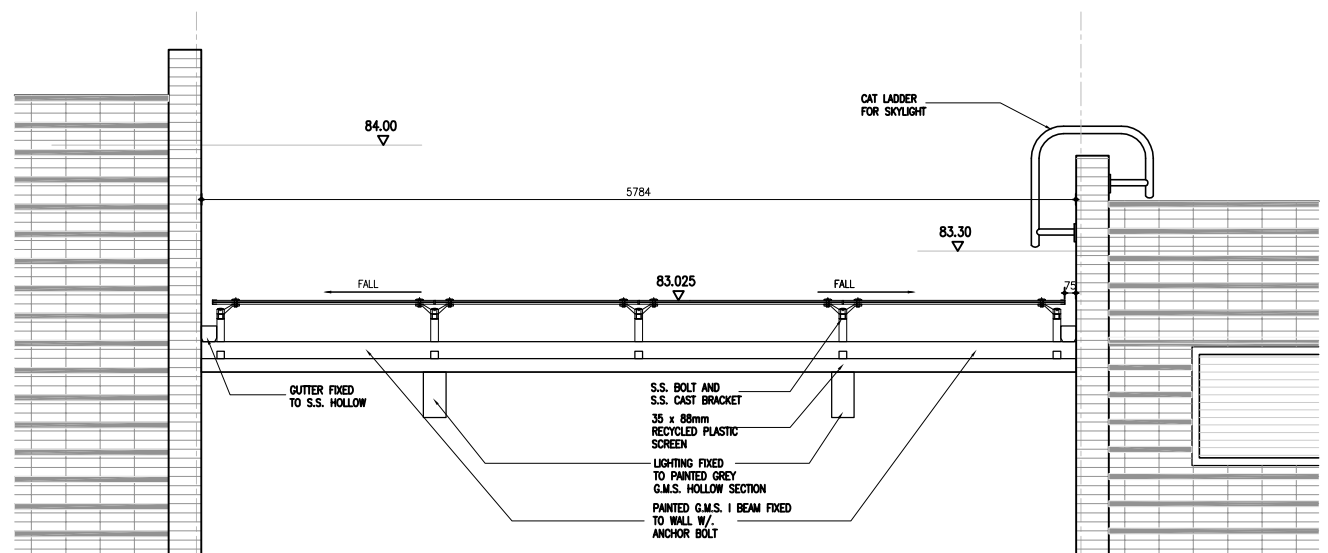 CAT LADDER
FOR SKYLIGHT
84.00
5784
83.30
FALL
83.025
FALL
75
GUTTER FIXED
TO S.S. HOLLOW
S.S. BOLT AND
S.S. CAST BRACKET
35 x 88mm
RECYCLED PLASTIC
SCREEN
LIGHTING FIXED
TO PAINTED GREY
G.M.S. HOLLOW SECTION
PAINTED G.M.S. I BEAM FIXED
TO WALL W/.
ANCHOR BOLT